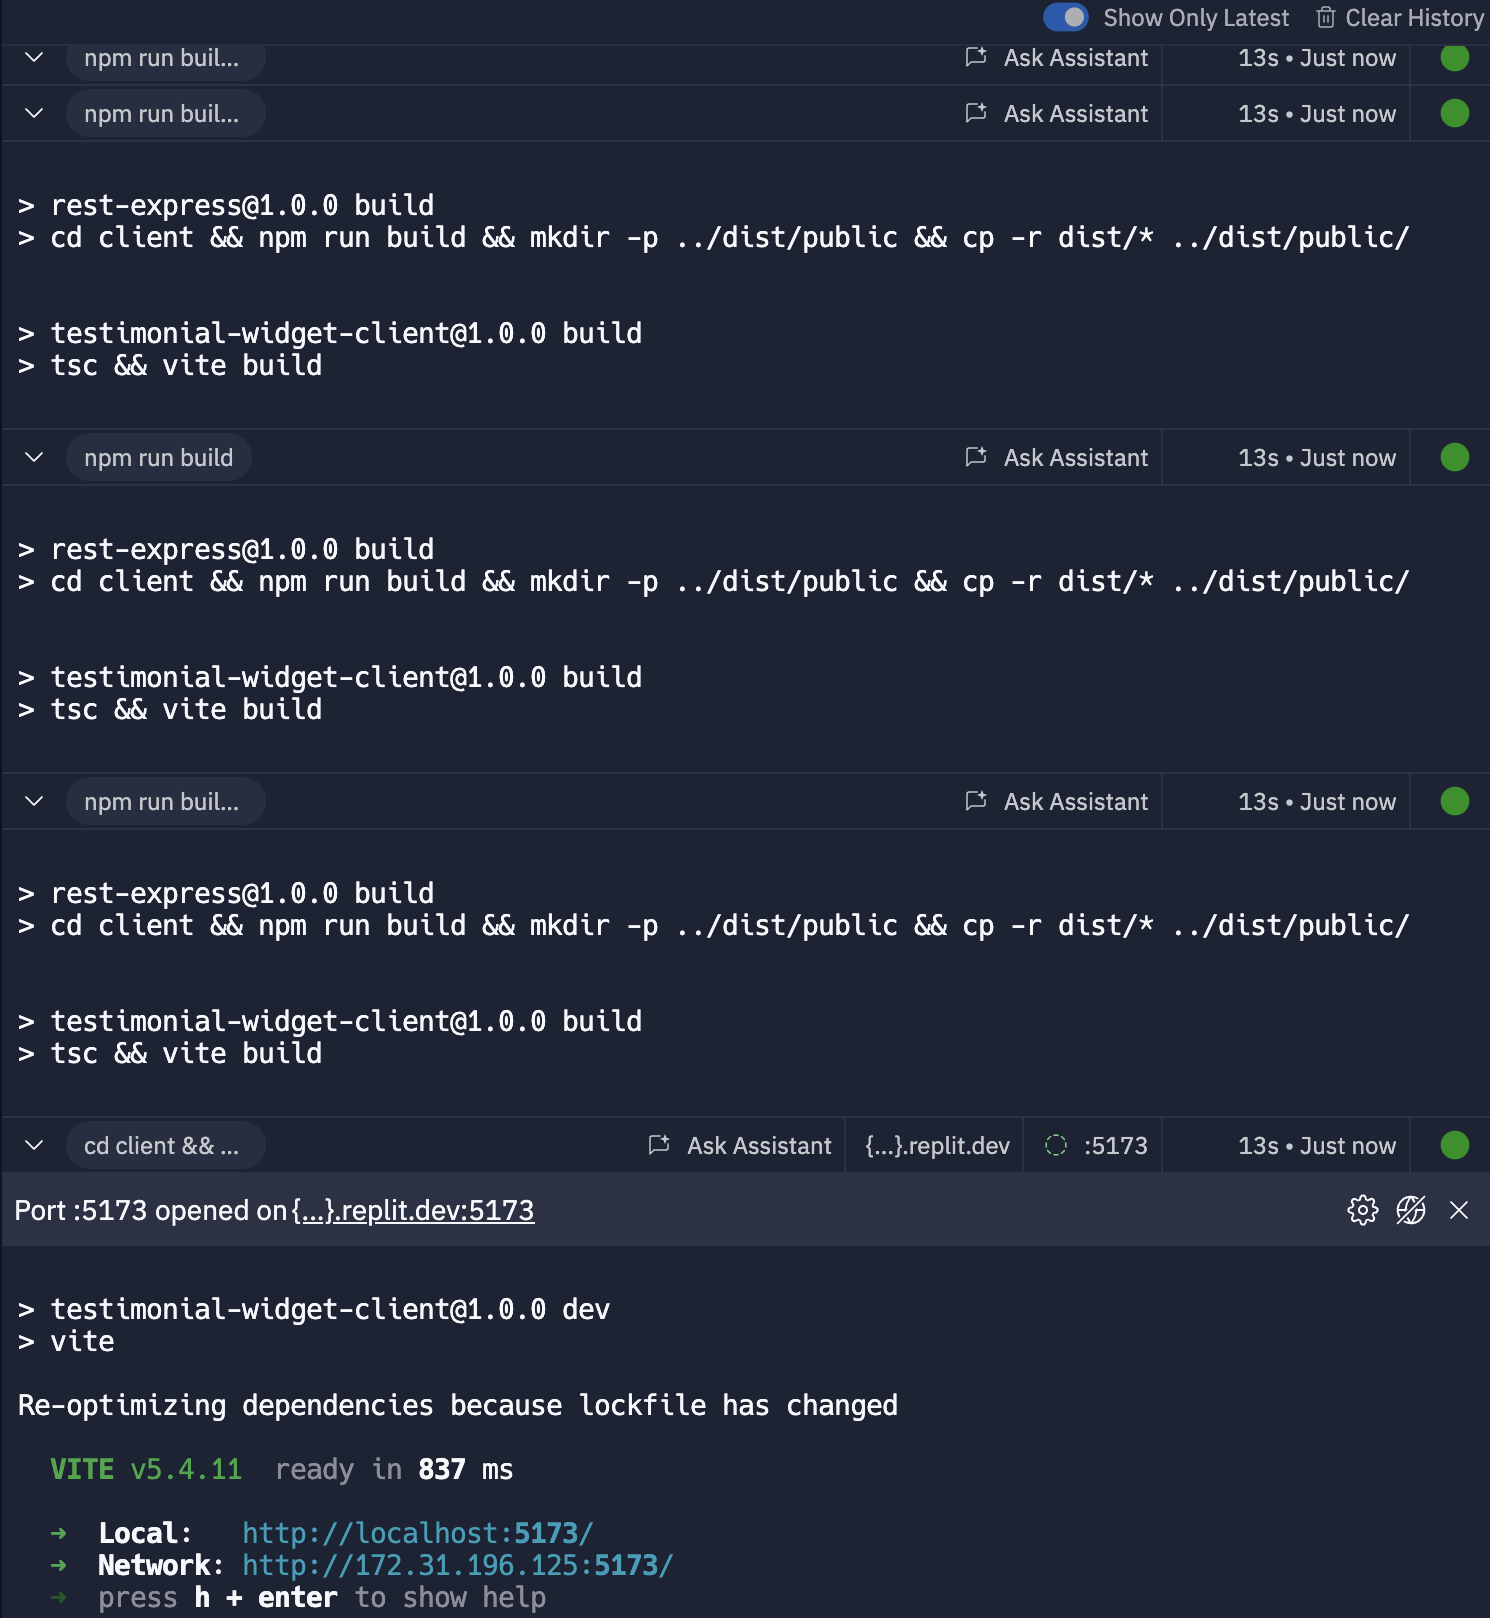 Show Only Latest Clear History
npm run buil... Ask Assistant 13s • Just now
npm run buil... Ask Assistant 13s • Just now
> rest-express@1.0.0 build
> cd client && npm run build && mkdir -p ../dist/public && cp -r dist/* ../dist/public/
> testimonial-widget-client@1.0.0 build
> tsc && vite build
npm run build Ask Assistant 13s • Just now
> rest-express@1.0.0 build
> cd client && npm run build && mkdir -p ../dist/public && cp -r dist/* ../dist/public/
> testimonial-widget-client@1.0.0 build
> tsc && vite build
npm run buil... Ask Assistant 13s • Just now
> rest-express@1.0.0 build
> cd client && npm run build && mkdir -p ../dist/public && cp -r dist/* ../dist/public/
> testimonial-widget-client@1.0.0 build
> tsc && vite build
cd client && ... Ask Assistant {...}.replit.dev :5173 13s • Just now
Port :5173 opened on {...}.replit.dev:5173
> testimonial-widget-client@1.0.0 dev
> vite
Re-optimizing dependencies because lockfile has changed
VITE v5.4.11 ready in 837 ms
➜ Local: http://localhost:5173/
➜ Network: http://172.31.196.125:5173/
➜ press h + enter to show help